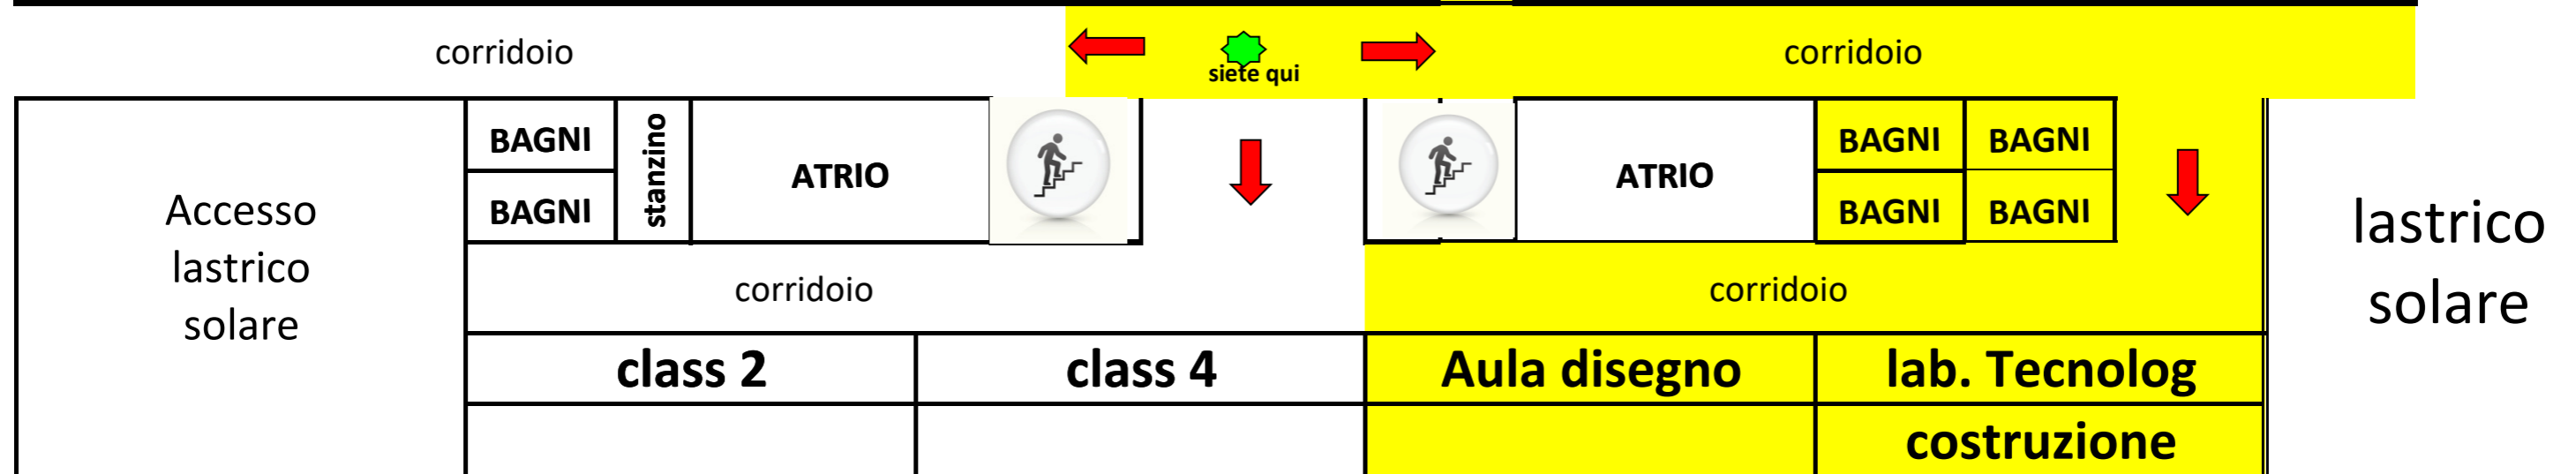 corridoio
siete qui
corridoio
BAGNI
BAGNI
stanzino
ATRIO
ATRIO
BAGNI
BAGNI
BAGNI
BAGNI
Accesso
lastrico
solare
lastrico
solare
corridoio
corridoio
class 2
class 4
Aula disegno
lab. Tecnolog
costruzione